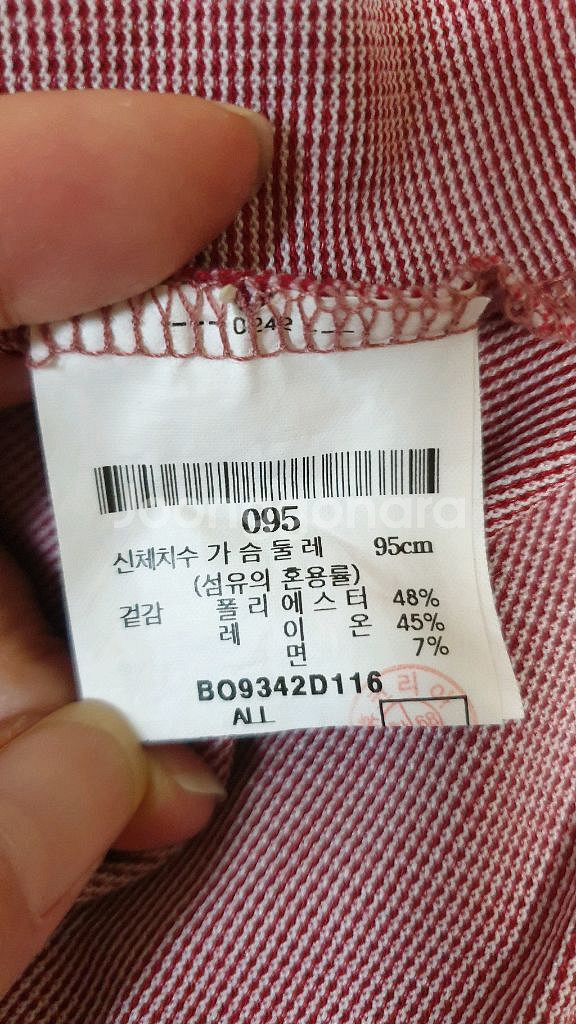 0242
095
신체치수 가슴둘레 95cm
(섬유의 혼용률)
겉감 폴리에스터 48%
레이온 45%
면 7%
BO9342D116
ALL